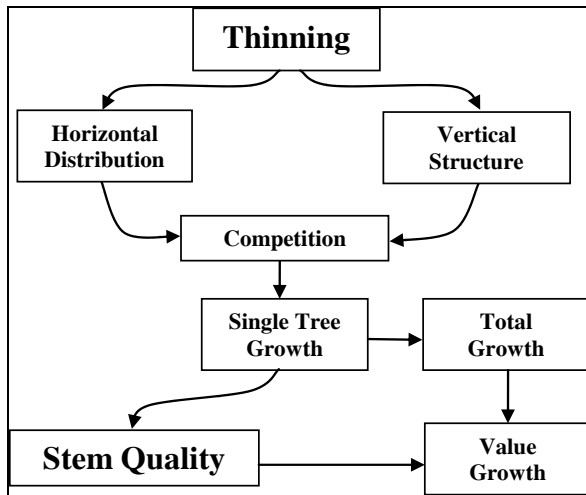 Thinning
Horizontal
Distribution
Vertical
Structure
Competition
Single Tree
Growth
Total
Growth
Stem Quality
Value
Growth